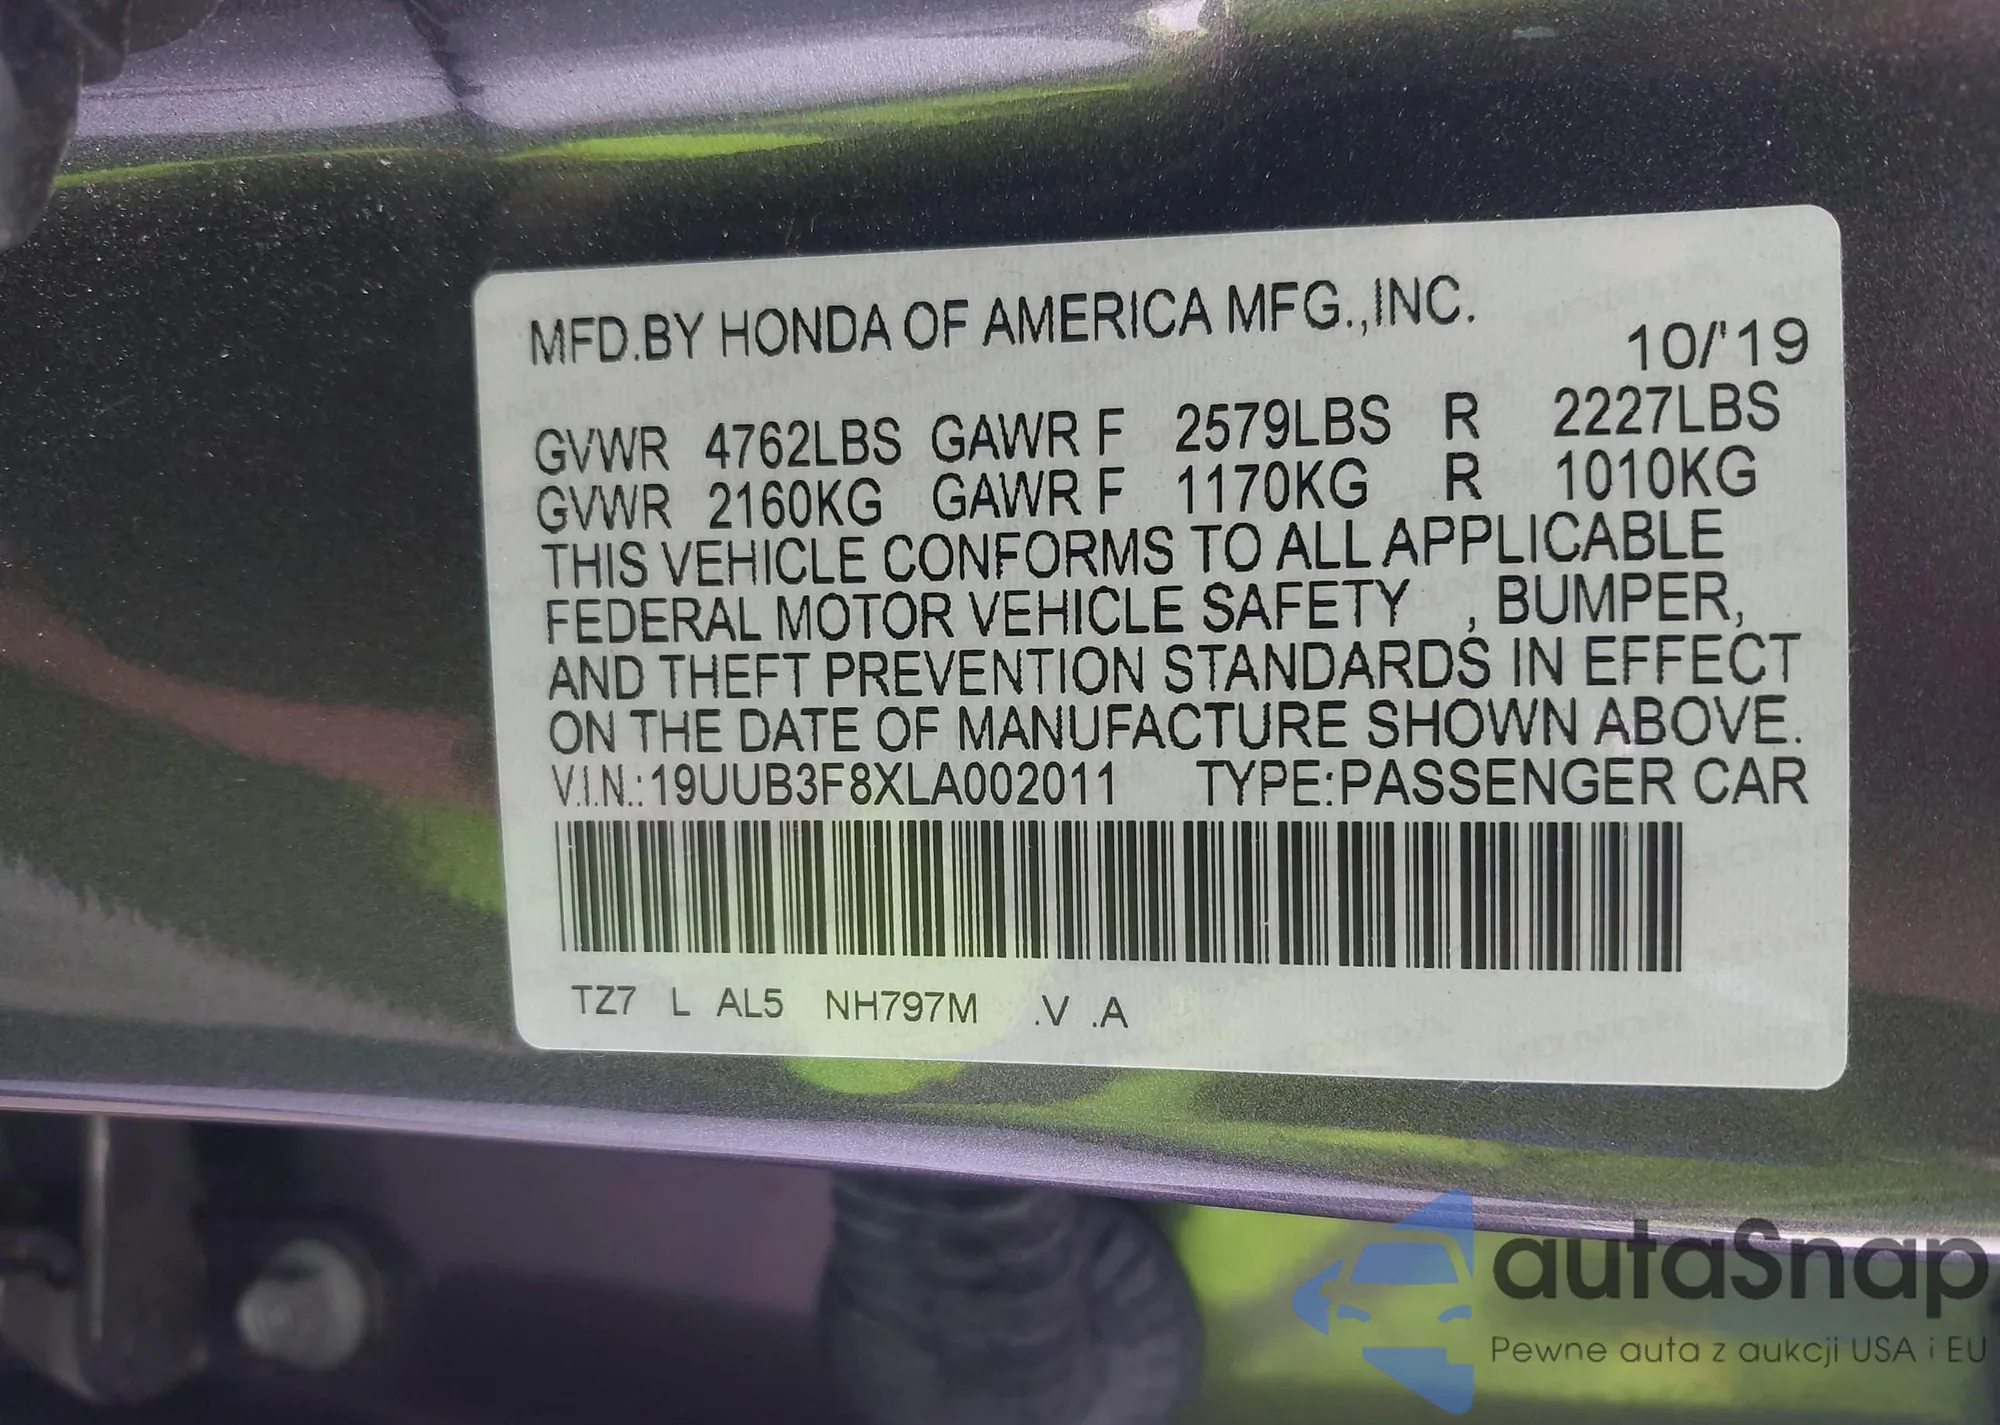 MFD.BY HONDA OF AMERICA MFG.,INC.
10/'19
GVWR 4762LBS GAWR F 2579LBS R 2227LBS
GVWR 2160KG GAWR F 1170KG R 1010KG
THIS VEHICLE CONFORMS TO ALL APPLICABLE
FEDERAL MOTOR VEHICLE SAFETY , BUMPER,
AND THEFT PREVENTION STANDARDS IN EFFECT
ON THE DATE OF MANUFACTURE SHOWN ABOVE.
V.I.N.:19UUB3F8XLA002011 TYPE:PASSENGER CAR
TZ7 L AL5 NH797M .V .A
autaSnap
Pewne auta z aukcji USA i EU